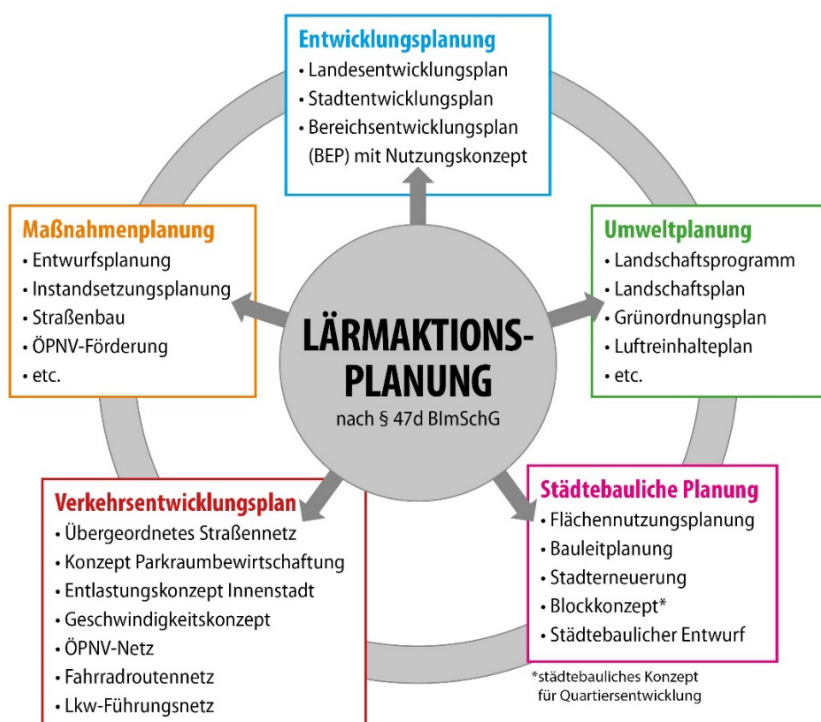 Entwicklungsplanung
• Landesentwicklungsplan
• Stadtentwicklungsplan
• Bereichsentwicklungsplan
(BEP) mit Nutzungskonzept
Maßnahmenplanung
• Entwurfsplanung
• Instandsetzungsplanung
• Straßenbau
• ÖPNV-Förderung
• etc.
Umweltplanung
• Landschaftsprogramm
• Landschaftsplan
• Grünordnungsplan
• Luftreinhalteplan
• etc.
LÄRMAKTIONS-
PLANUNG
nach § 47d BImSchG
Verkehrsentwicklungsplan
• Übergeordnetes Straßennetz
• Konzept Parkraumbewirtschaftung
• Entlastungskonzept Innenstadt
• Geschwindigkeitskonzept
• ÖPNV-Netz
• Fahrradroutennetz
• Lkw-Führungsnetz
Städtebauliche Planung
• Flächennutzungsplanung
• Bauleitplanung
• Stadterneuerung
• Blockkonzept*
• Städtebaulicher Entwurf
*städtebauliches Konzept
für Quartiersentwicklung